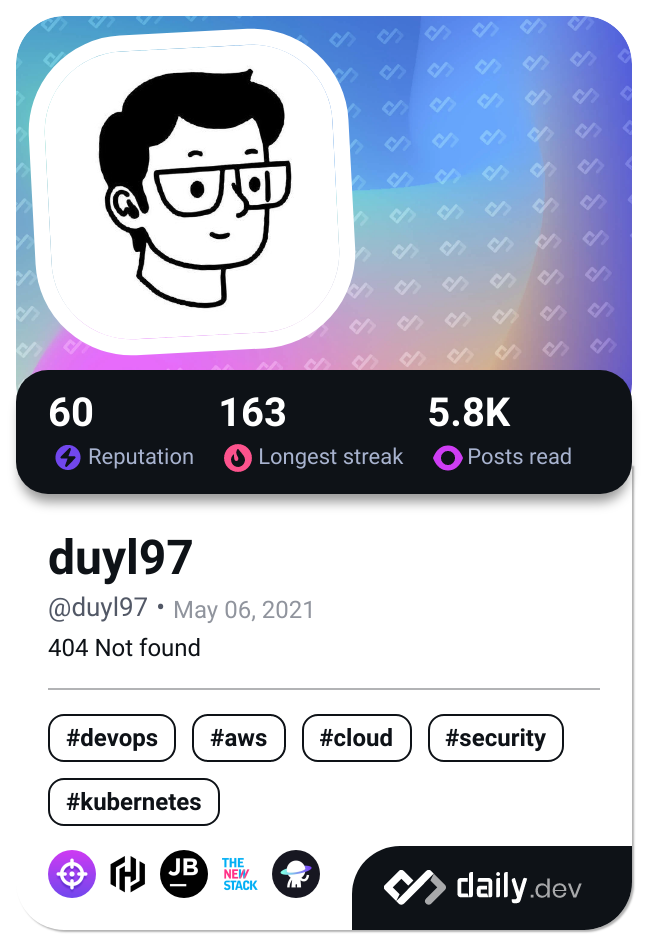 60 163 5.8K
Reputation Longest streak Posts read
duyl97
@duyl97 • May 06, 2021
404 Not found
#devops #aws #cloud #security
#kubernetes
JB
THE
NEW
STACK
daily.dev